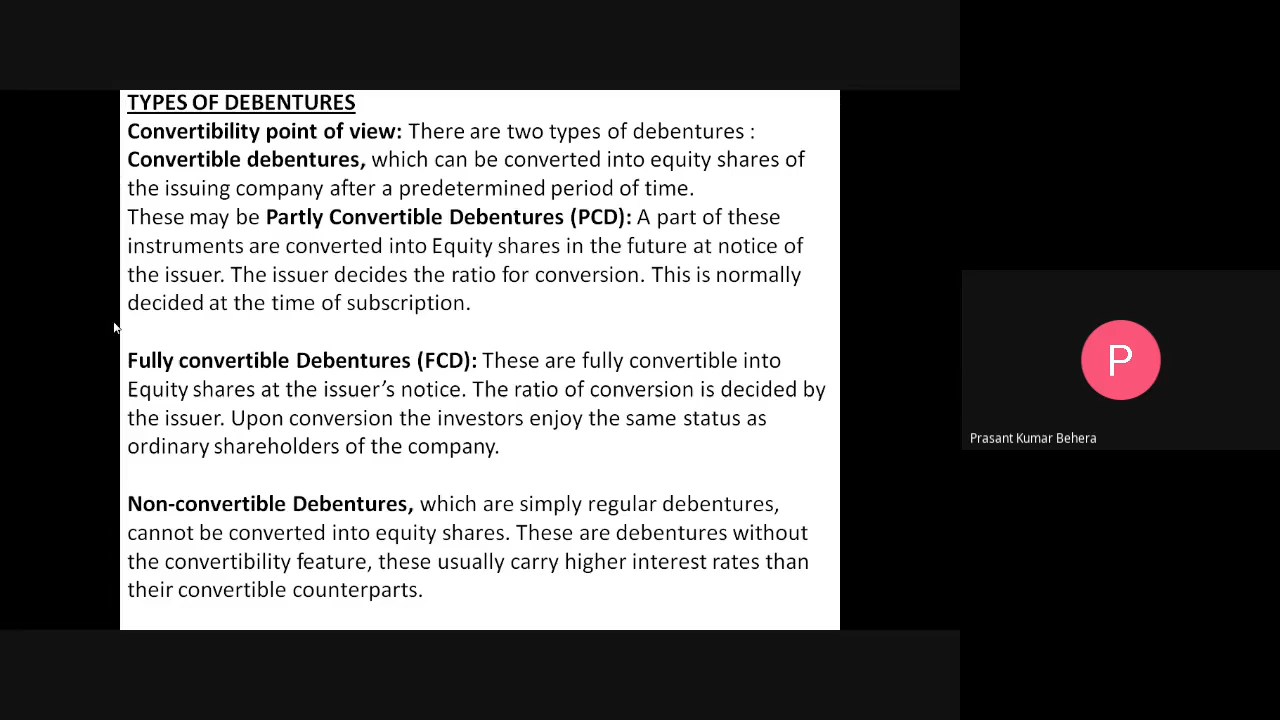 TYPES OF DEBENTURES
Convertibility point of view: There are two types of debentures :
Convertible debentures, which can be converted into equity shares of
the issuing company after a predetermined period of time.
These may be Partly Convertible Debentures (PCD): A part of these
instruments are converted into Equity shares in the future at notice of
the issuer. The issuer decides the ratio for conversion. This is normally
decided at the time of subscription.
Fully convertible Debentures (FCD): These are fully convertible into
Equity shares at the issuer’s notice. The ratio of conversion is decided by
the issuer. Upon conversion the investors enjoy the same status as
ordinary shareholders of the company.
Non-convertible Debentures, which are simply regular debentures,
cannot be converted into equity shares. These are debentures without
the convertibility feature, these usually carry higher interest rates than
their convertible counterparts.
P
Prasant Kumar Behera